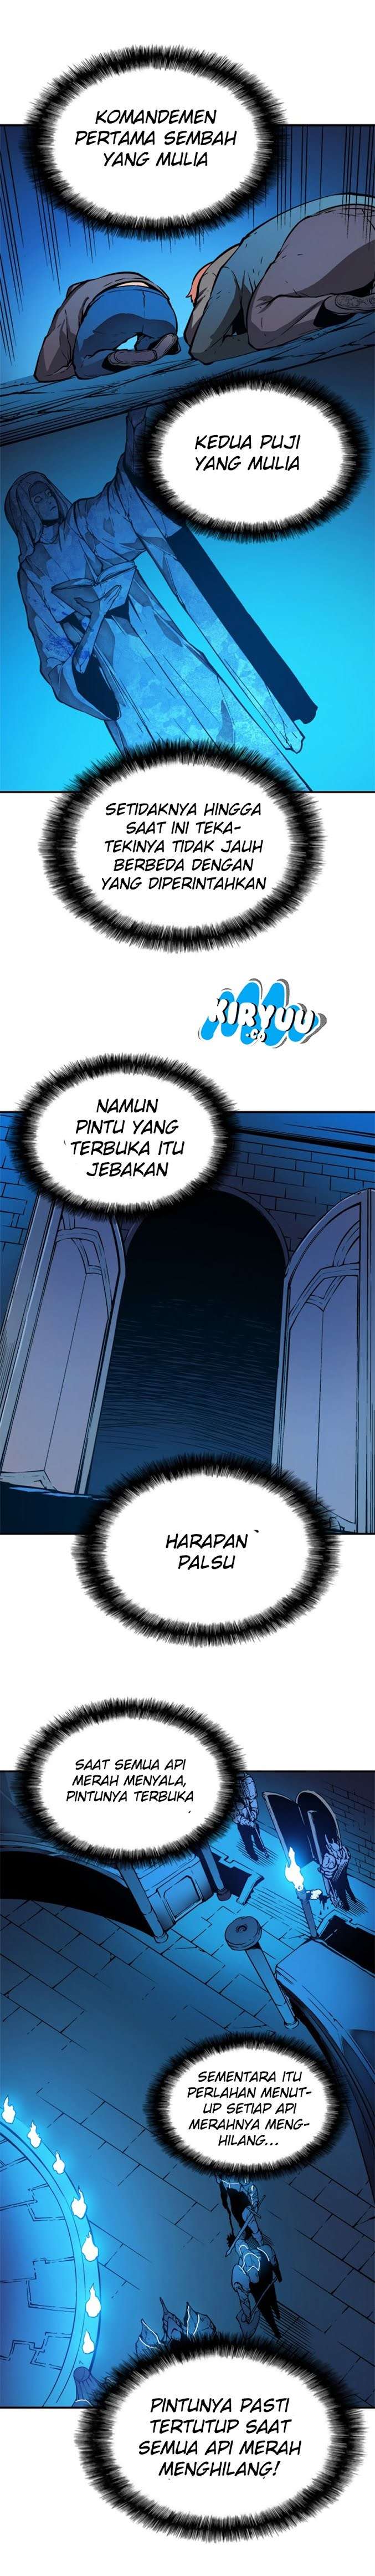 KOMANDEMEN
PERTAMA SEMBAH
YANG MULIA
KEDUA PUJI
YANG MULIA
SETIDAKNYA HINGGA
SAAT INI TEKA-
TEKINYA TIDAK JAUH
BERBEDA DENGAN
YANG DIPERINTAHKAN
KIRYUU
.CO
NAMUN
PINTU YANG
TERBUKA ITU
JEBAKAN
HARAPAN
PALSU
SAAT SEMUA API
MERAH MENYALA,
PINTUNYA TERBUKA
SEMENTARA ITU
PERLAHAN MENUT-
UP SETIAP API
MERAHNYA MENG-
HILANG...
PINTUNYA PASTI
TERTUTUP SAAT
SEMUA API MERAH
MENGHILANG!